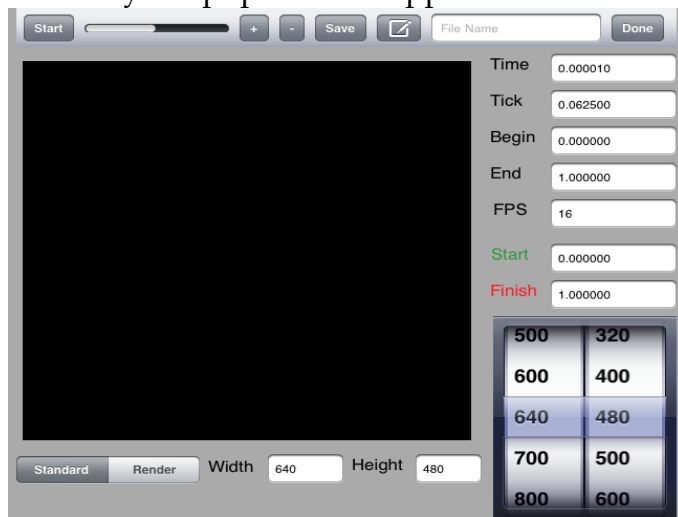 Start + - Save File Name Done
Time 0.000010
Tick 0.062500
Begin 0.000000
End 1.000000
FPS 16
Start 0.000000
Finish 1.000000
500 320
600 400
640 480
700 500
800 600
Standard Render Width 640 Height 480